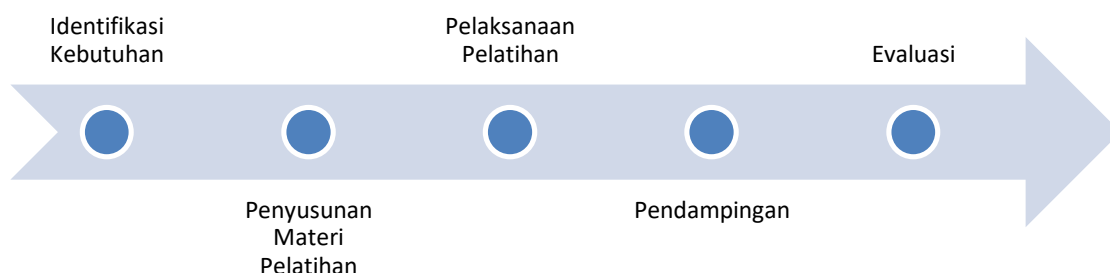 Identifikasi
Kebutuhan
Penyusunan
Materi
Pelatihan
Pelaksanaan
Pelatihan
Pendampingan
Evaluasi